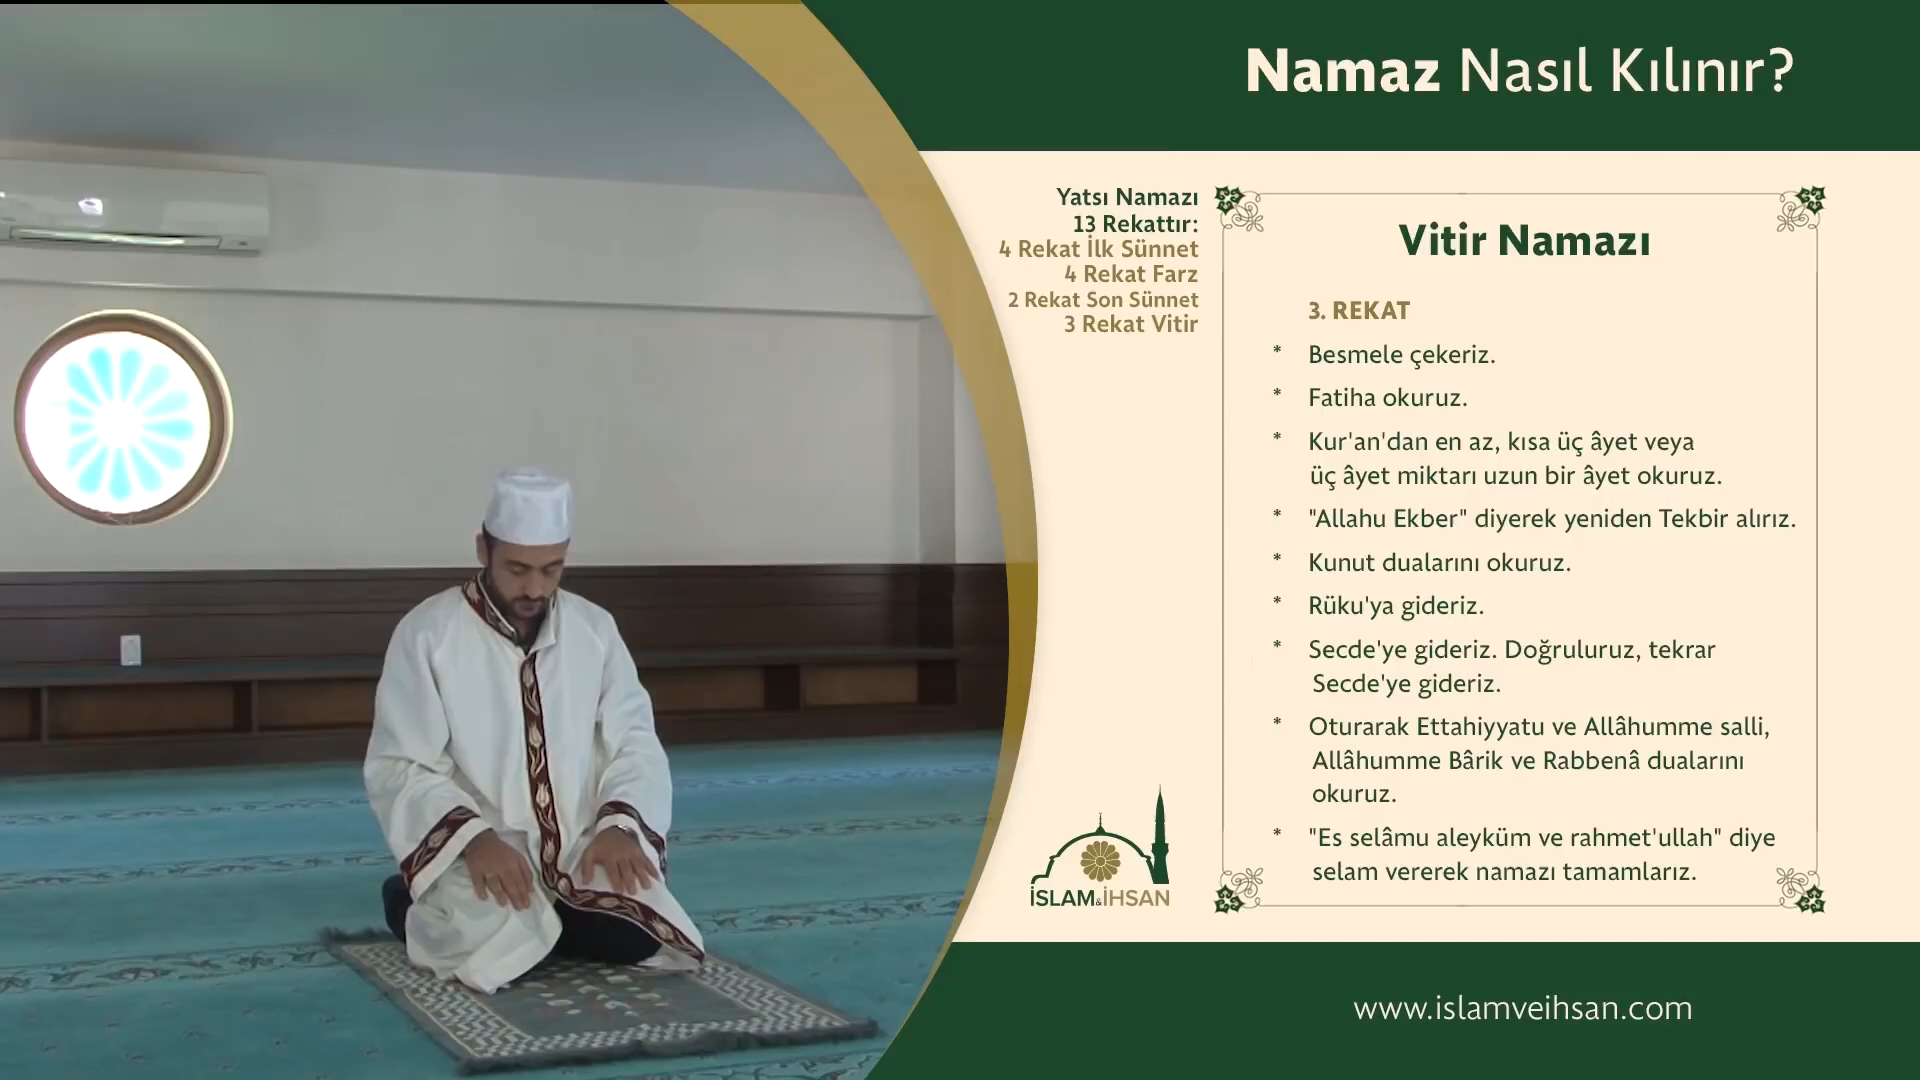 Namaz Nasıl Kılınır?
Yatsı Namazı
13 Rekattır:
4 Rekat İlk Sünnet
4 Rekat Farz
2 Rekat Son Sünnet
3 Rekat Vitir
Vitir Namazı
3. REKAT
* Besmele çekeriz.
* Fatiha okuruz.
* Kur'an'dan en az, kısa üç âyet veya
üç âyet miktarı uzun bir âyet okuruz.
* "Allahu Ekber" diyerek yeniden Tekbir alırız.
* Kunut dualarını okuruz.
* Rüku'ya gideriz.
* Secde'ye gideriz. Doğruluruz, tekrar
Secde'ye gideriz.
* Oturarak Ettahiyyatu ve Allâhumme salli,
Allâhumme Bârik ve Rabbenâ dualarını
okuruz.
* "Es selâmu aleyküm ve rahmet'ullah" diye
selam vererek namazı tamamlarız.
İSLAM&İHSAN
www.islamveihsan.com